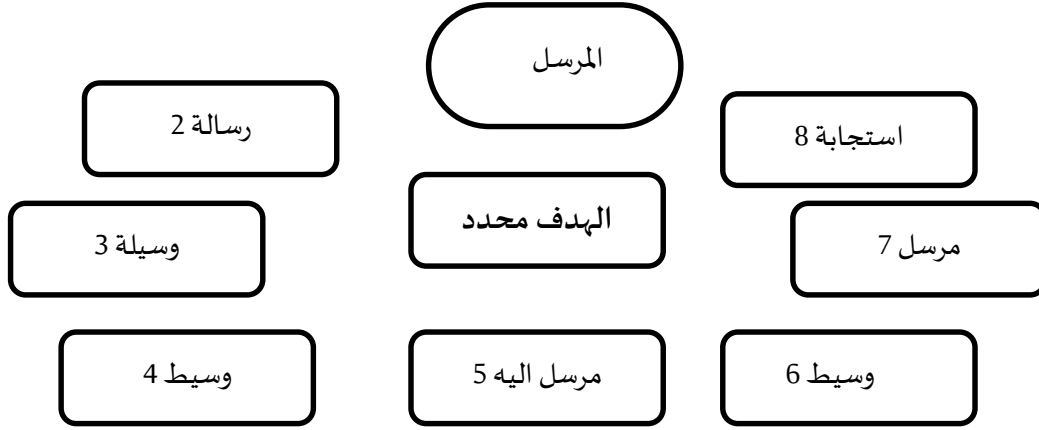 المرسل
رسالة 2
استجابة 8
الهدف محدد
وسيلة 3
مرسل 7
وسيط 4
مرسل اليه 5
وسيط 6